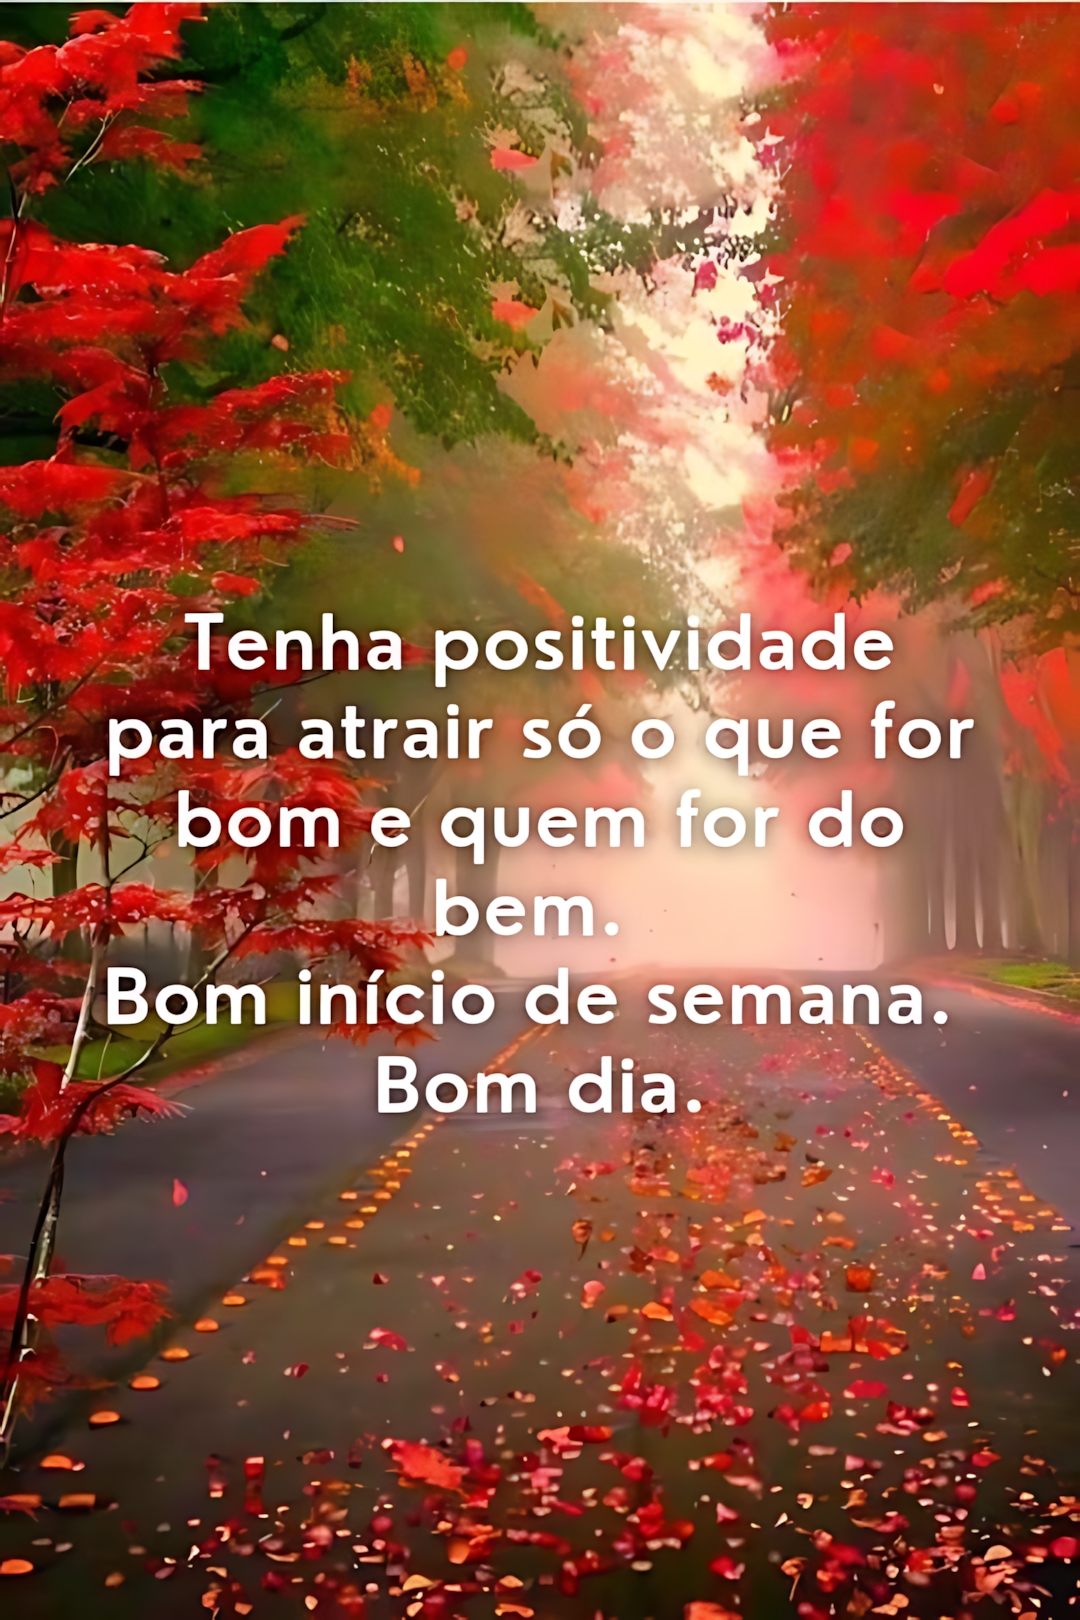 Tenha positividade
para atrair só o que for
bom e quem for do
bem.
Bom início de semana.
Bom dia.